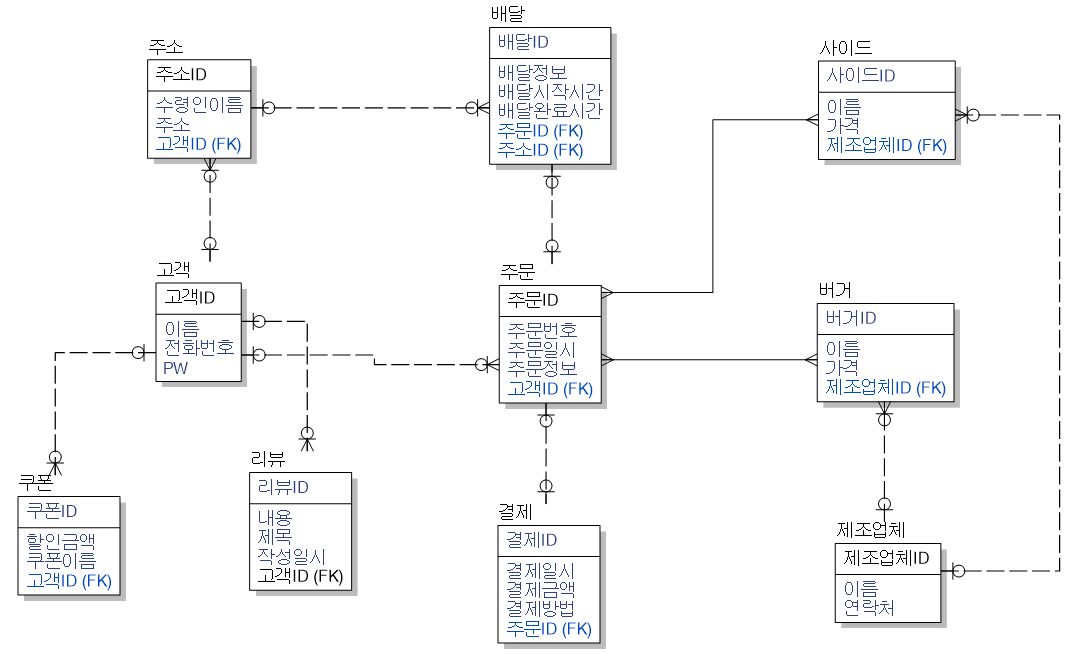 주소
주소ID
수령인이름
주소
고객ID (FK)
배달
배달ID
배달정보
배달시작시간
배달완료시간
주문ID (FK)
주소ID (FK)
사이드
사이드ID
이름
가격
제조업체ID (FK)
고객
고객ID
이름
전화번호
PW
주문
주문ID
주문번호
주문일시
주문정보
고객ID (FK)
버거
버거ID
이름
가격
제조업체ID (FK)
쿠폰
쿠폰ID
할인금액
쿠폰이름
고객ID (FK)
리뷰
리뷰ID
내용
제목
작성일시
고객ID (FK)
결제
결제ID
결제일시
결제금액
결제방법
주문ID (FK)
제조업체
제조업체ID
이름
연락처